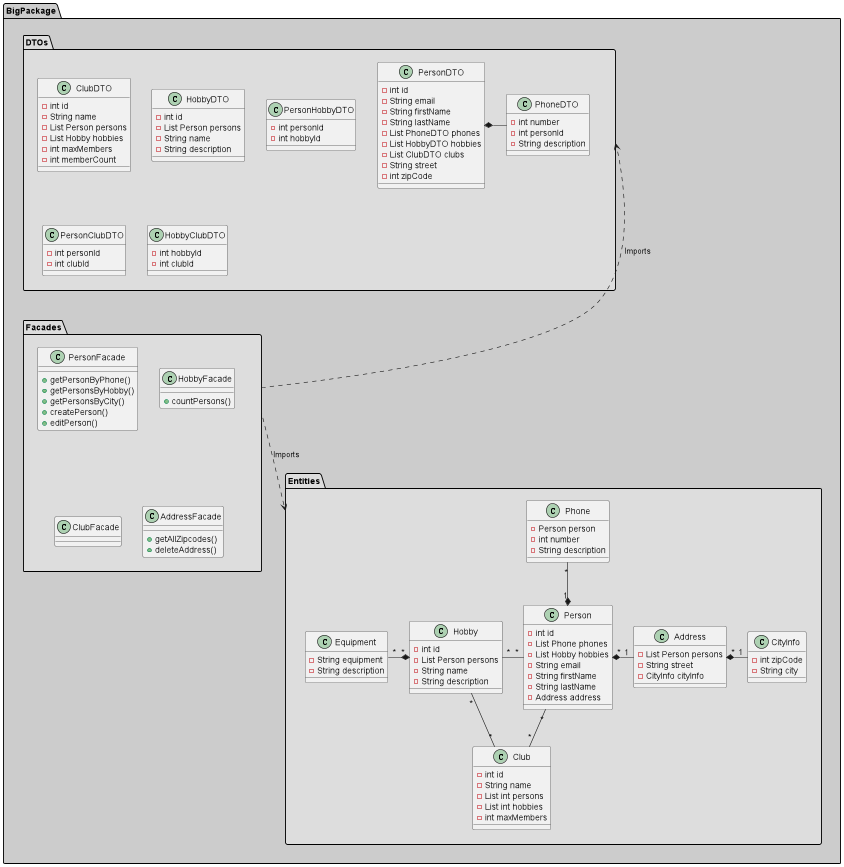 BigPackage
DTOs
C ClubDTO
int id
String name
List Person persons
List Hobby hobbies
int maxMembers
int memberCount
C HobbyDTO
int id
List Person persons
String name
String description
C PersonHobbyDTO
int personId
int hobbyId
C PersonDTO
int id
String email
String firstName
String lastName
List PhoneDTO phones
List HobbyDTO hobbies
List ClubDTO clubs
String street
int zipCode
C PhoneDTO
int number
int personId
String description
C PersonClubDTO
int personId
int clubId
C HobbyClubDTO
int hobbyId
int clubId
Imports
Facades
C PersonFacade
getPersonByPhone()
getPersonsByHobby()
getPersonsByCity()
createPerson()
editPerson()
C HobbyFacade
countPersons()
C ClubFacade
C AddressFacade
getAllZipcodes()
deleteAddress()
Imports
Entities
C Phone
Person person
int number
String description
*
1
C Equipment
String equipment
String description
* *
C Hobby
int id
List Person persons
String name
String description
* *
C Person
int id
List Phone phones
List Hobby hobbies
String email
String firstName
String lastName
Address address
* 1
C Address
List Person persons
String street
CityInfo cityInfo
* 1
C CityInfo
int zipCode
String city
* *
* *
C Club
int id
String name
List int persons
List int hobbies
int maxMembers